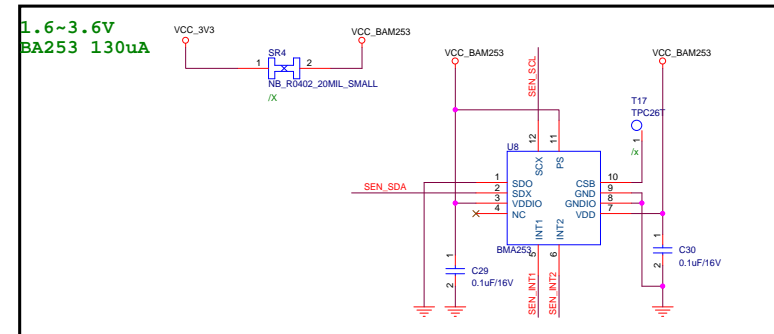 1.6~3.6V
BA253 130uA
VCC_3V3
VCC_BAM253
SR4
1
2
NB_R0402_20MIL_SMALL
/X
VCC_BAM253
VCC_BAM253
SEN_SCL
T17
TPC26T
1
/x
U8
12
11
SCX
PS
SEN_SDA
1
2
3
4
SDO
SDX
VDDIO
NC
CSB
GND
GNDIO
VDD
10
9
8
7
INT1
INT2
BMA253
5
6
SEN_INT1
SEN_INT2
1
2
C29
0.1uF/16V
1
2
C30
0.1uF/16V